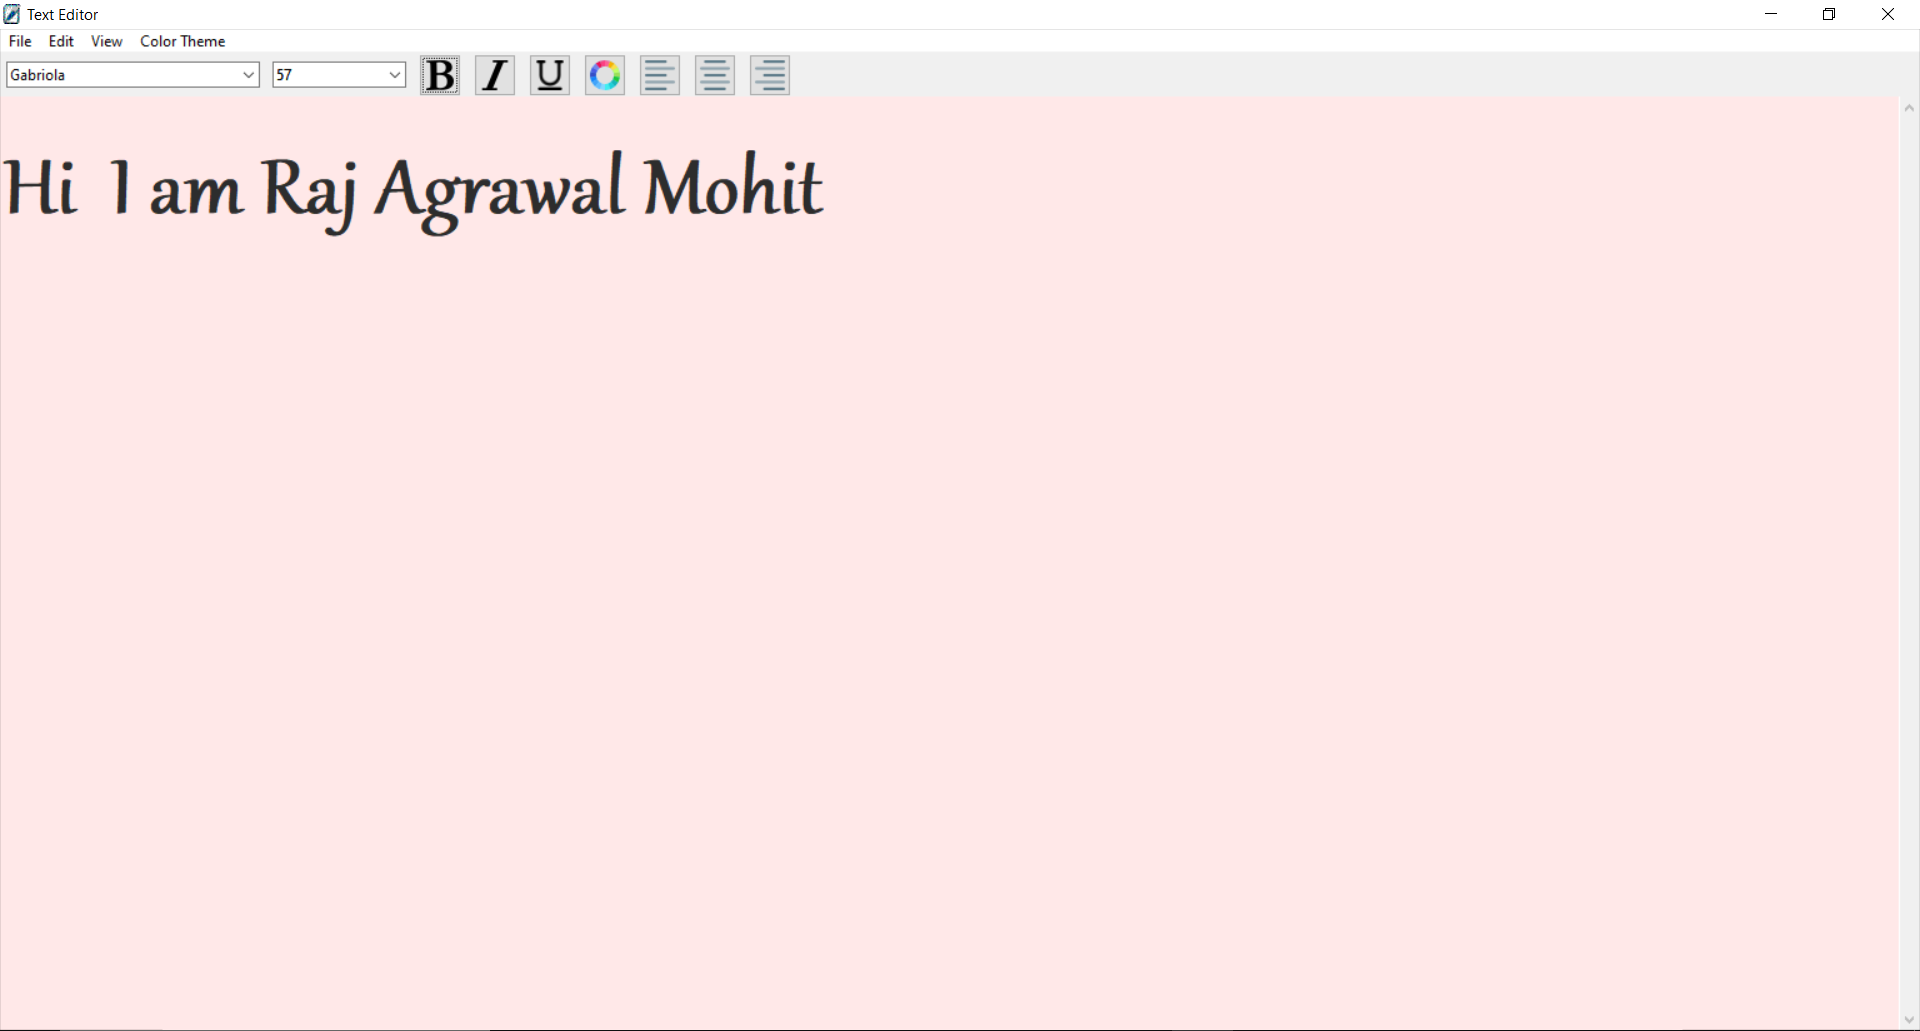 Text Editor
File Edit View Color Theme
Gabriola 57 B I U
Hi  I am Raj Agrawal Mohit